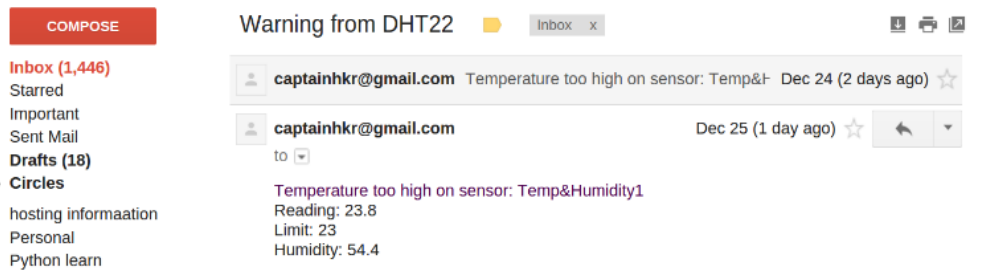 COMPOSE
Inbox (1,446)
Starred
Important
Sent Mail
Drafts (18)
Circles
hosting informaation
Personal
Python learn
Warning from DHT22
Inbox x
captainhkr@gmail.com Temperature too high on sensor: Temp&H Dec 24 (2 days ago)
captainhkr@gmail.com Dec 25 (1 day ago)
to
Temperature too high on sensor: Temp&Humidity1
Reading: 23.8
Limit: 23
Humidity: 54.4